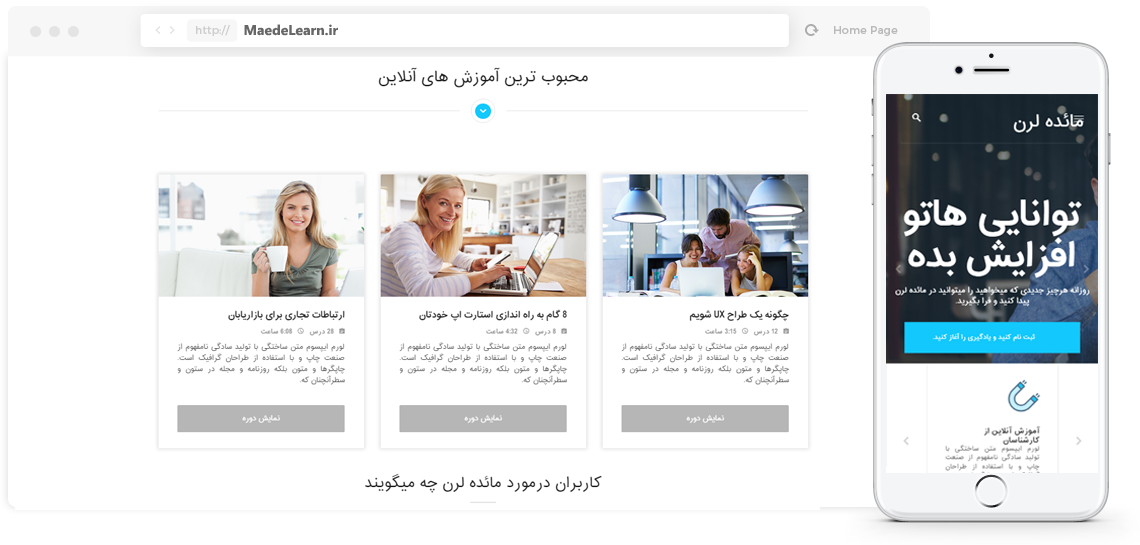 http://
MaedeLearn.ir
Home Page
محبوب ترین آموزش های آنلاین
چگونه یک طراح UX شویم
12 درس 3:15 ساعت
لورم ایپسوم متن ساختگی با تولید سادگی نامفهوم از
صنعت چاپ و با استفاده از طراحان گرافیک است.
چاپگرها و متون بلکه روزنامه و مجله در ستون و
سطرآنچنان که.
نمایش دوره
8 گام به راه اندازی استارت اپ خودتان
8 درس 4:32 ساعت
لورم ایپسوم متن ساختگی با تولید سادگی نامفهوم از
صنعت چاپ و با استفاده از طراحان گرافیک است.
چاپگرها و متون بلکه روزنامه و مجله در ستون و
سطرآنچنان که.
نمایش دوره
ارتباطات تجاری برای بازاریابان
28 درس 6:08 ساعت
لورم ایپسوم متن ساختگی با تولید سادگی نامفهوم از
صنعت چاپ و با استفاده از طراحان گرافیک است.
چاپگرها و متون بلکه روزنامه و مجله در ستون و
سطرآنچنان که.
نمایش دوره
کاربران درمورد مائده لرن چه میگویند
مائده لرن
توانایی هاتو
افزایش بده
روزانه هرچیز جدیدی که میخواهید را میتوانید در مائده لرن
پیدا کنید و فرا بگیرید.
ثبت نام کنید و یادگیری را آغاز کنید.
آموزش آنلاین از
کارشناسان
لورم ایپسوم متن ساختگی با
تولید سادگی نامفهوم از صنعت
چاپ و با استفاده از طراحان